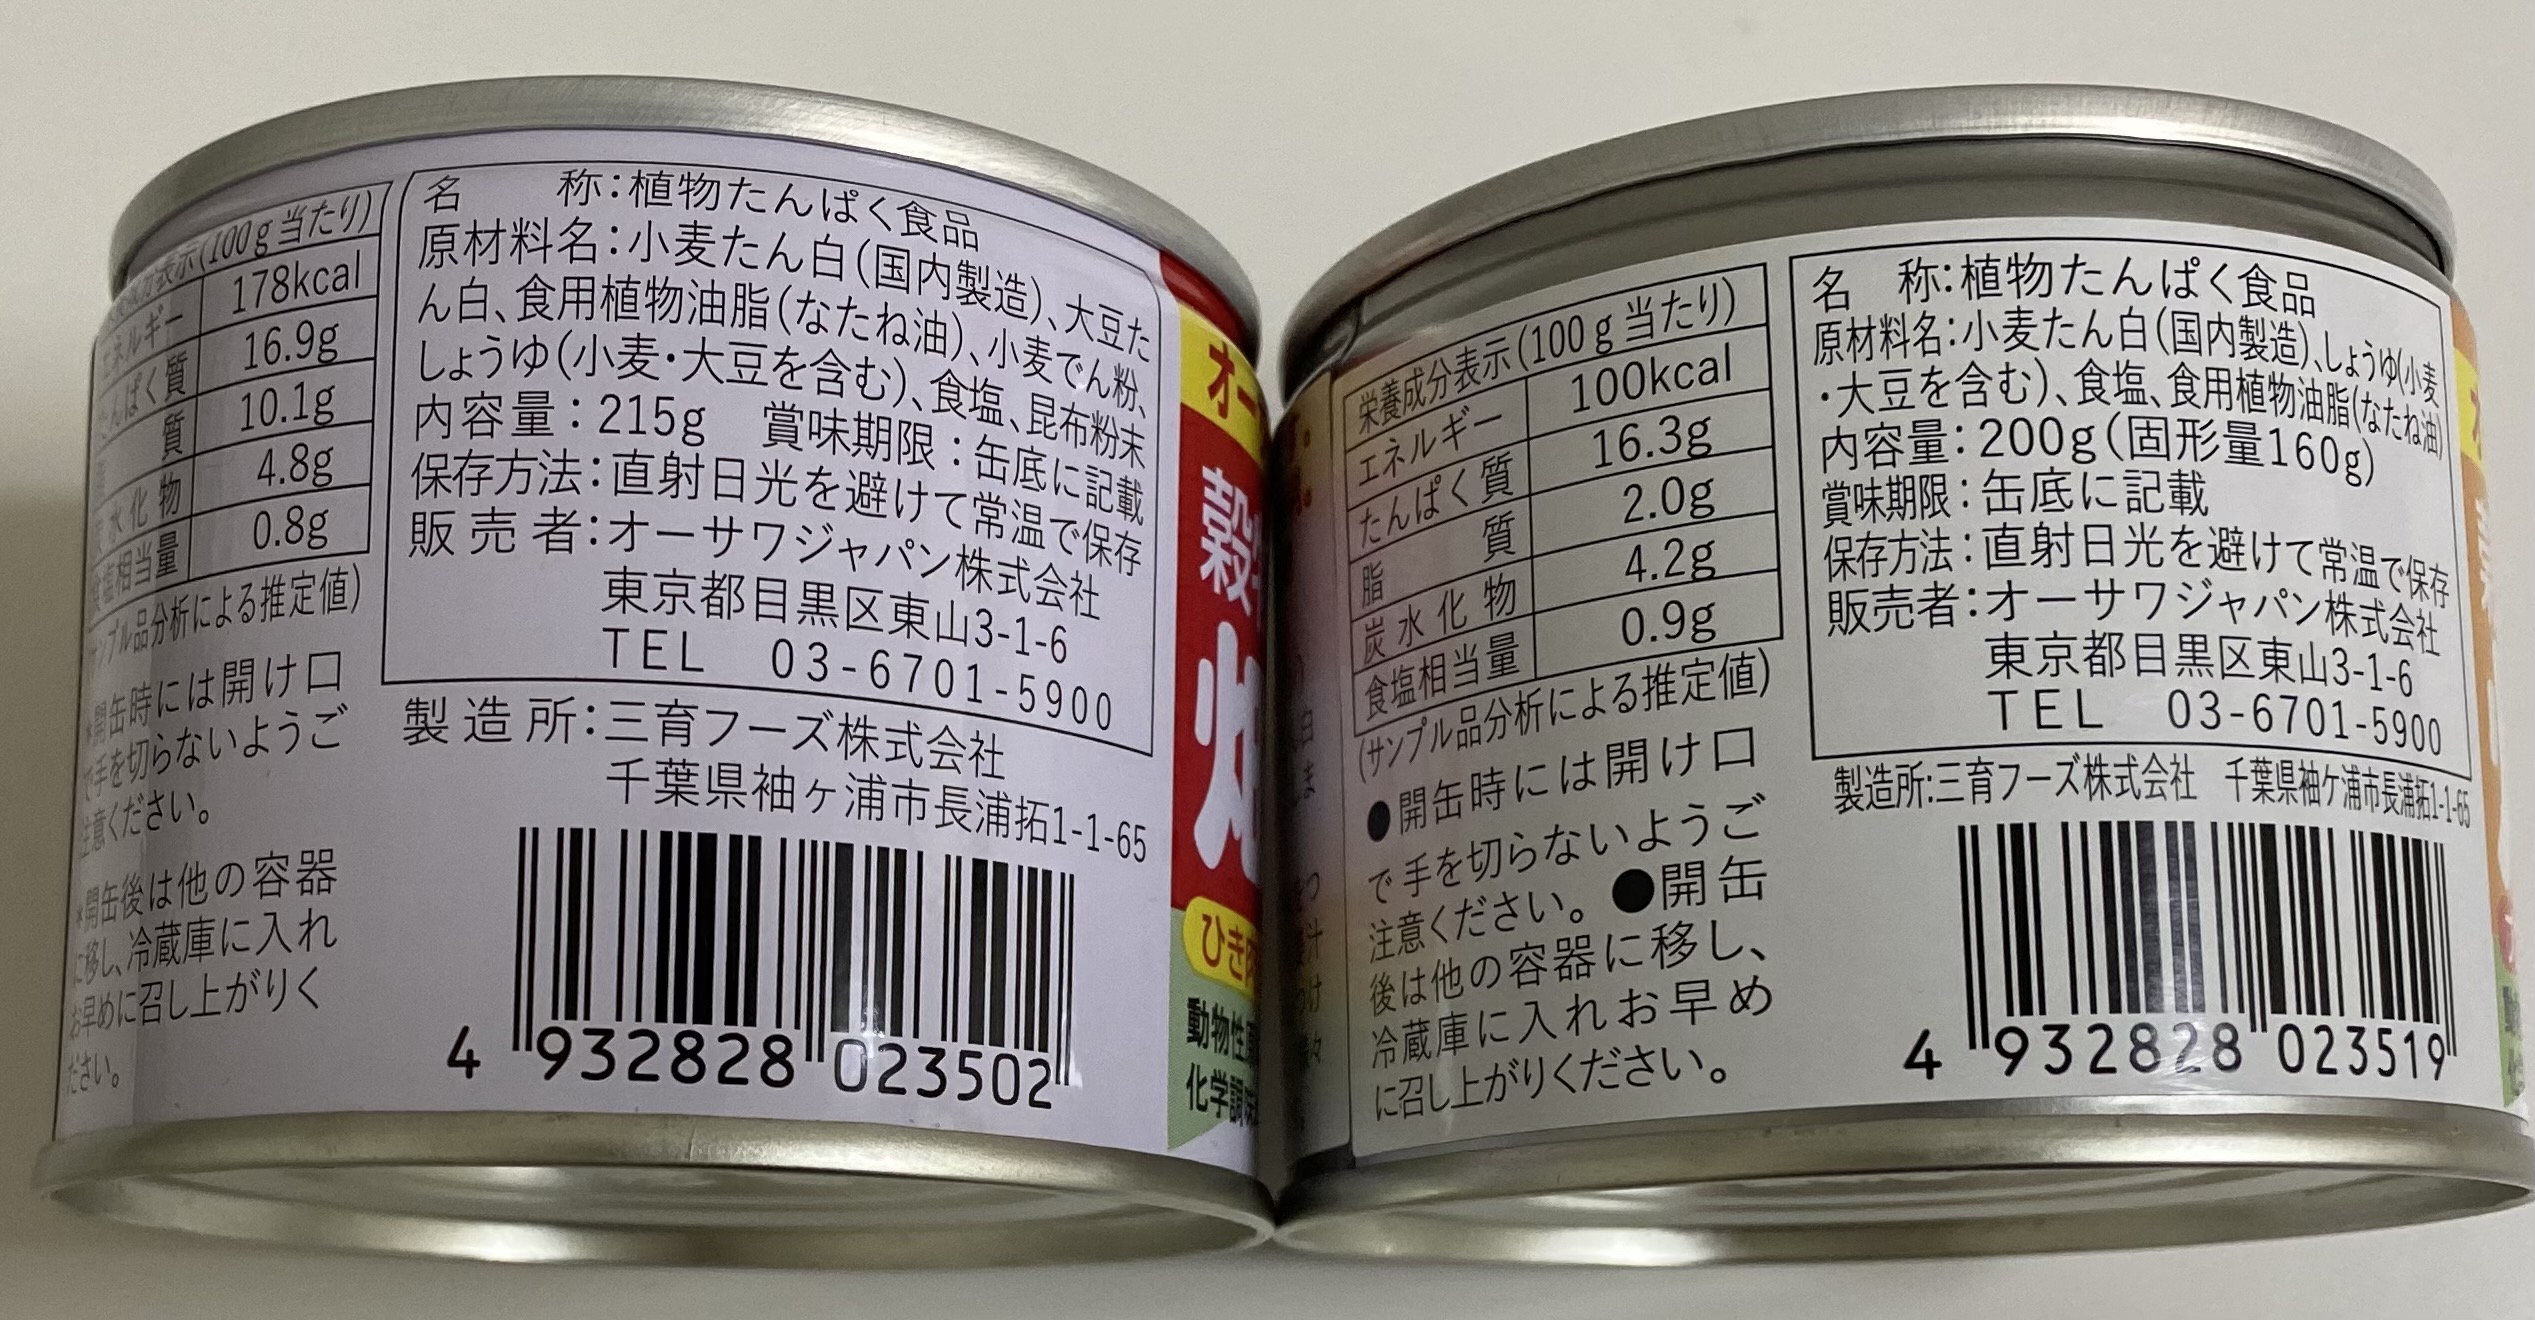 表示(100g当たり)
エネルギー 178kcal
たんぱく質 16.9g
質 10.1g
水化物 4.8g
塩相当量 0.8g
サンプル品分析による推定値)
*開缶時には開け口
で手を切らないようご
注意ください。
*開缶後は他の容器
に移し、冷蔵庫に入れ
お早めに召し上がりく
ださい。
名 称:植物たんぱく食品
原材料名:小麦たん白(国内製造)、大豆た
ん白、食用植物油脂(なたね油)、小麦でん粉、
しょうゆ(小麦・大豆を含む)、食塩、昆布粉末
内容量:215g 賞味期限:缶底に記載
保存方法:直射日光を避けて常温で保存
販売者:オーサワジャパン株式会社
東京都目黒区東山3-1-6
TEL 03-6701-5900
製造所:三育フーズ株式会社
千葉県袖ヶ浦市長浦拓1-1-65
4 932828 023502
オー
穀
ひき肉
動物性
化学調味
栄養成分表示(100g当たり)
エネルギー 100kcal
たんぱく質 16.3g
脂質 2.0g
炭水化物 4.2g
食塩相当量 0.9g
(サンプル品分析による推定値)
●開缶時には開け口
で手を切らないようご
注意ください。●開缶
後は他の容器に移し、
冷蔵庫に入れお早め
に召し上がりください。
名 称:植物たんぱく食品
原材料名:小麦たん白(国内製造)、しょうゆ(小麦
・大豆を含む)、食塩、食用植物油脂(なたね油)
内容量:200g(固形量160g)
賞味期限:缶底に記載
保存方法:直射日光を避けて常温で保存
販売者:オーサワジャパン株式会社
東京都目黒区東山3-1-6
TEL 03-6701-5900
製造所:三育フーズ株式会社 千葉県袖ケ浦市長浦拓1-1-65
4 932828 023519